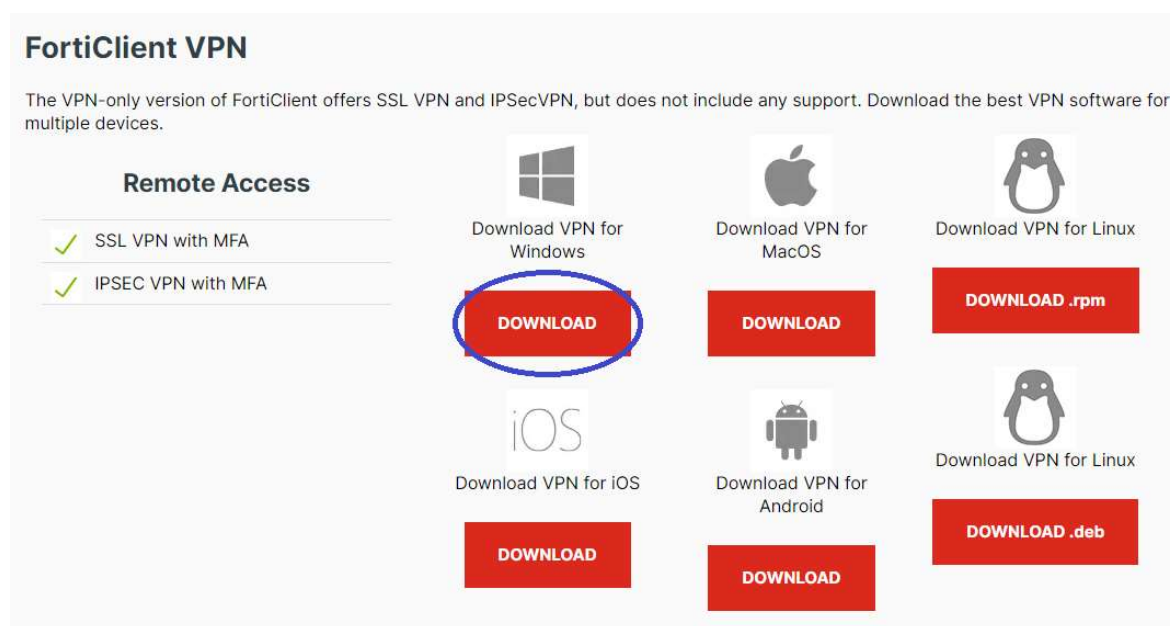 FortiClient VPN
The VPN-only version of FortiClient offers SSL VPN and IPSecVPN, but does not include any support. Download the best VPN software for
multiple devices.
Remote Access
SSL VPN with MFA
IPSEC VPN with MFA
Download VPN for
Windows
DOWNLOAD
Download VPN for
MacOS
DOWNLOAD
Download VPN for Linux
DOWNLOAD .rpm
iOS
Download VPN for iOS
DOWNLOAD
Download VPN for
Android
DOWNLOAD
Download VPN for Linux
DOWNLOAD .deb